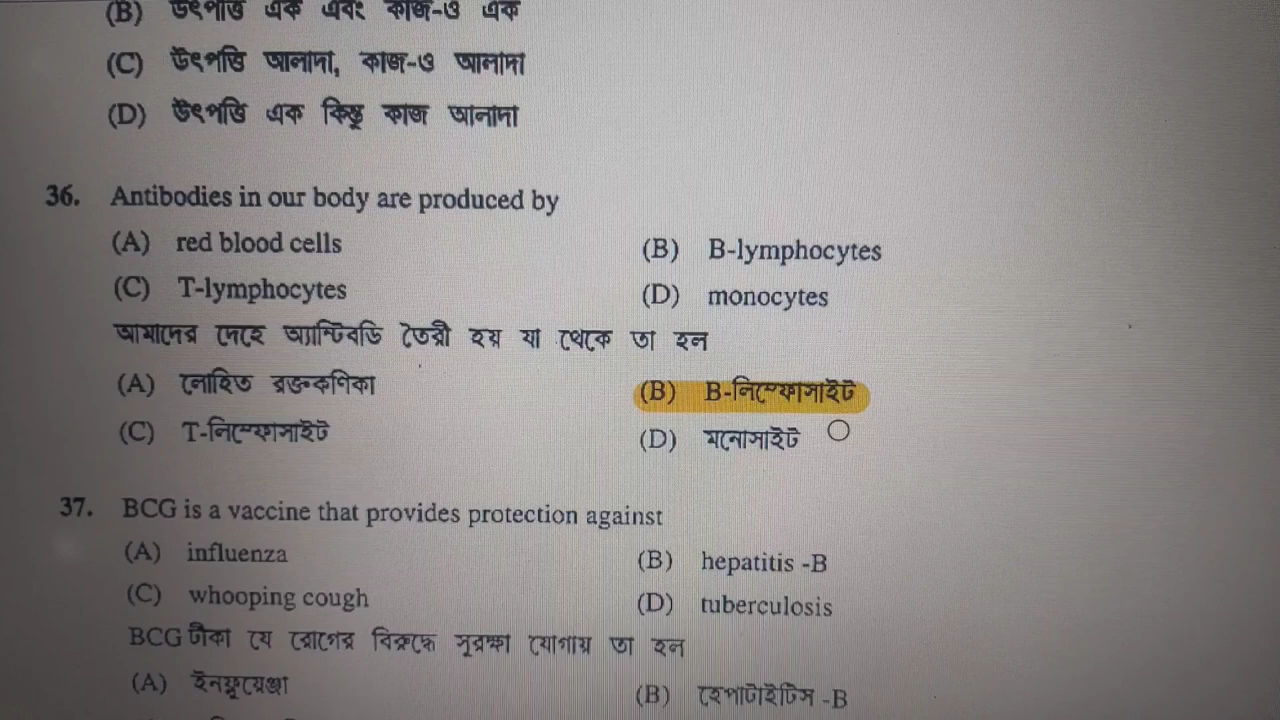 (B) উৎপত্তি এক এবং কাজ-ও এক
(C) উৎপত্তি আলাদা, কাজ-ও আলাদা
(D) উৎপত্তি এক কিন্তু কাজ আলাদা
36. Antibodies in our body are produced by
(A) red blood cells (B) B-lymphocytes
(C) T-lymphocytes (D) monocytes
আমাদের দেহে অ্যান্টিবডি তৈরী হয় যা থেকে তা হল
(A) লোহিত রক্তকণিকা (B) B-লিম্ফোসাইট
(C) T-লিম্ফোসাইট (D) মনোসাইট
37. BCG is a vaccine that provides protection against
(A) influenza (B) hepatitis -B
(C) whooping cough (D) tuberculosis
BCG টীকা যে রোগের বিরুদ্ধে সুরক্ষা যোগায় তা হল
(A) ইনফ্লুয়েঞ্জা (B) হেপাটাইটিস -B